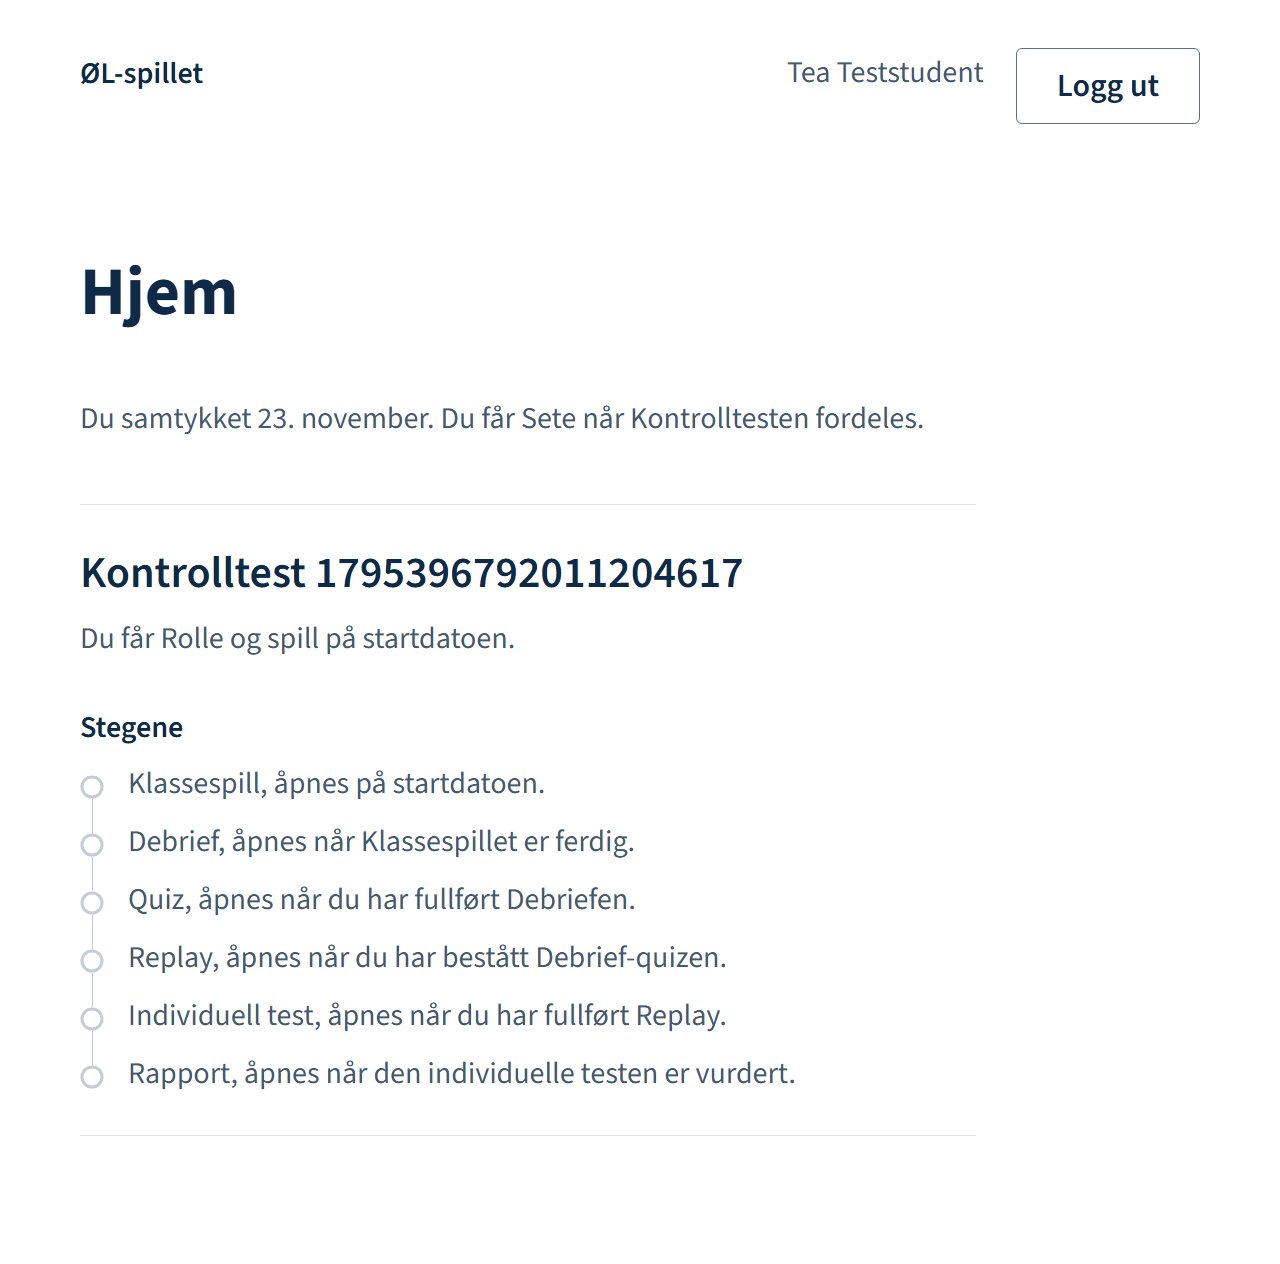 ØL-spillet
Tea Teststudent
Logg ut
Hjem
Du samtykket 23. november. Du får Sete når Kontrolltesten fordeles.
Kontrolltest 1795396792011204617
Du får Rolle og spill på startdatoen.
Stegene
Klassespill, åpnes på startdatoen.
Debrief, åpnes når Klassespillet er ferdig.
Quiz, åpnes når du har fullført Debriefen.
Replay, åpnes når du har bestått Debrief-quizen.
Individuell test, åpnes når du har fullført Replay.
Rapport, åpnes når den individuelle testen er vurdert.